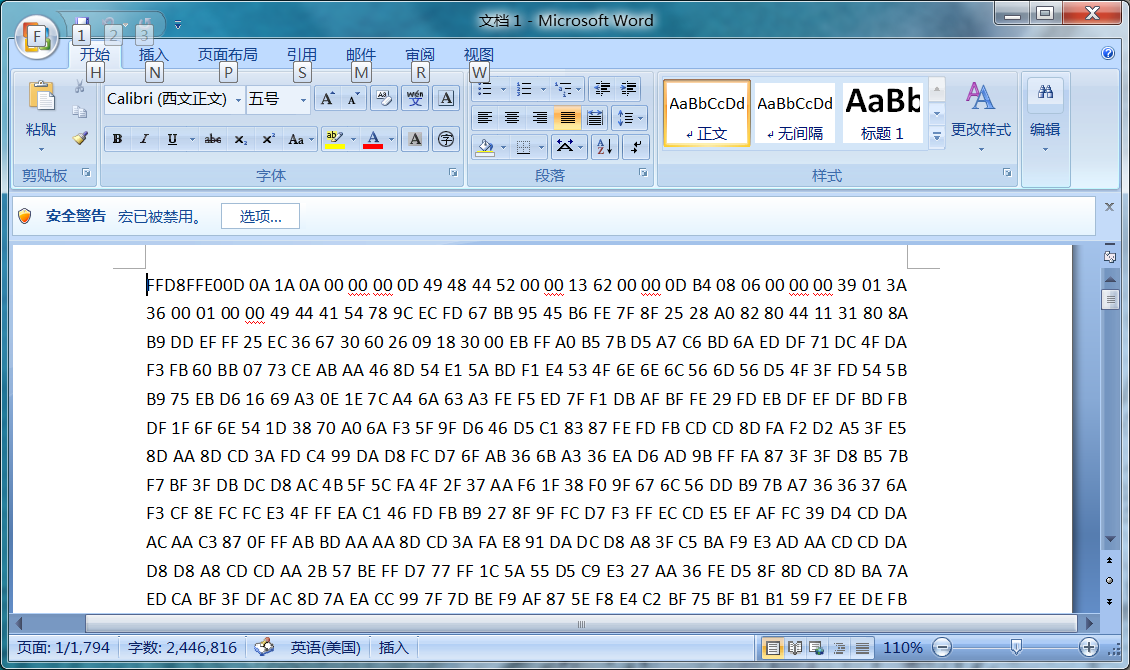 文档 1 - Microsoft Word
F 1 2 3
开始 插入 页面布局 引用 邮件 审阅 视图
H N P S M R W
Calibri (西文正文) 五号
AaBbCcDd AaBbCcDd AaBb
粘贴
正文 无间隔 标题 1
更改样式 编辑
剪贴板 字体 段落 样式
安全警告 宏已被禁用。 选项...
FFD8FFE00D 0A 1A 0A 00 00 00 0D 49 48 44 52 00 00 13 62 00 00 0D B4 08 06 00 00 00 39 01 3A
36 00 01 00 00 49 44 41 54 78 9C EC FD 67 BB 95 45 B6 FE 7F 8F 25 28 A0 82 80 44 11 31 80 8A
B9 DD EF FF 25 EC 36 67 30 60 26 09 18 30 00 EB FF A0 B5 7B D5 A7 C6 BD 6A ED DF 71 DC 4F DA
F3 FB 60 BB 07 73 CE AB AA 46 8D 54 E1 5A BD F1 E4 53 4F 6E 6E 6C 56 6D 56 D5 4F 3F FD 54 5B
B9 75 EB D6 16 69 A3 0E 1E 7C A4 6A 63 A3 FE F5 ED 7F F1 DB AF BF FE 29 FD EB DF EF DF BD FB
DF 1F 6F 6E 54 1D 38 70 A0 6A F3 5F 9F D6 46 D5 C1 83 87 FE FD FB CD CD 8D FA F2 D2 A5 3F E5
8D AA 8D CD 3A FD C4 99 DA D8 FC D7 6F AB 36 6B A3 36 EA D6 AD 9B FF FA 87 3F 3F D8 B5 7B
F7 BF 3F DB DC D8 AC 4B 5F 5C FA 4F 2F 37 AA F6 1F 38 F0 9F 67 6C 56 DD B9 7B A7 36 36 37 6A
F3 CF 8E FC FC E3 4F FF EA C1 46 FD FB B9 27 8F 9F FC D7 F3 FF EC CD E5 EF AF FC 39 D4 CD DA
AC AA C3 87 0F FF AB BD AA AA 8D CD 3A FA E8 91 DA DC D8 A8 3F C5 BA F9 E3 AD AA CD CD DA
D8 D8 A8 CD CD AA 2B 57 BE FF D7 77 FF 1C 5A 55 D5 C9 E3 27 AA 36 FE D5 8F 8D CD 8D BA 7A
ED CA BF 3F DF AC 8D 7A EA CC 99 7F 7D BE F9 AF 87 5E F8 E4 C2 BF 75 BF B1 B1 59 F7 EE DE FB
页面: 1/1,794 字数: 2,446,816 英语(美国) 插入 110%